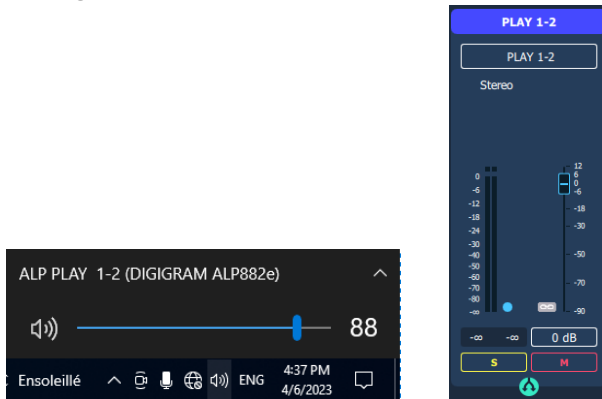 ALP PLAY 1-2 (DIGIGRAM ALP882e)
88
Ensoleillé
ENG
4:37 PM
4/6/2023
PLAY 1-2
PLAY 1-2
Stereo
0
-6
-12
-18
-24
-30
-40
-50
-60
-70
-80
-∞
12
6
0
-6
-18
-30
-50
-70
-90
-∞ -∞ 0 dB
S M